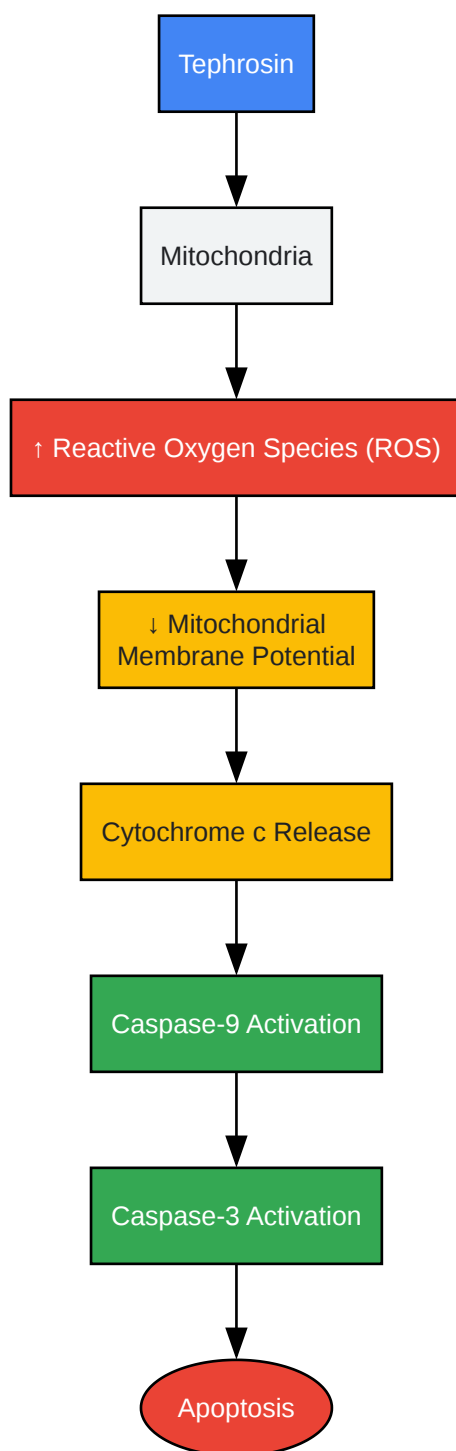 Tephrosin
Mitochondria
↑ Reactive Oxygen Species (ROS)
↓ Mitochondrial
Membrane Potential
Cytochrome c Release
Caspase-9 Activation
Caspase-3 Activation
Apoptosis